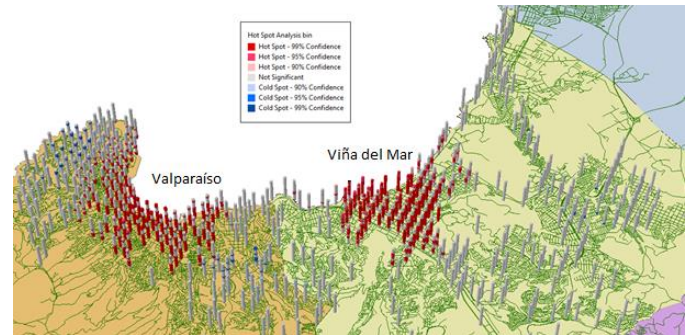 Hot Spot Analysis bin
Hot Spot - 99% Confidence
Hot Spot - 95% Confidence
Hot Spot - 90% Confidence
Not Significant
Cold Spot - 90% Confidence
Cold Spot - 95% Confidence
Cold Spot - 99% Confidence
Viña del Mar
Valparaíso